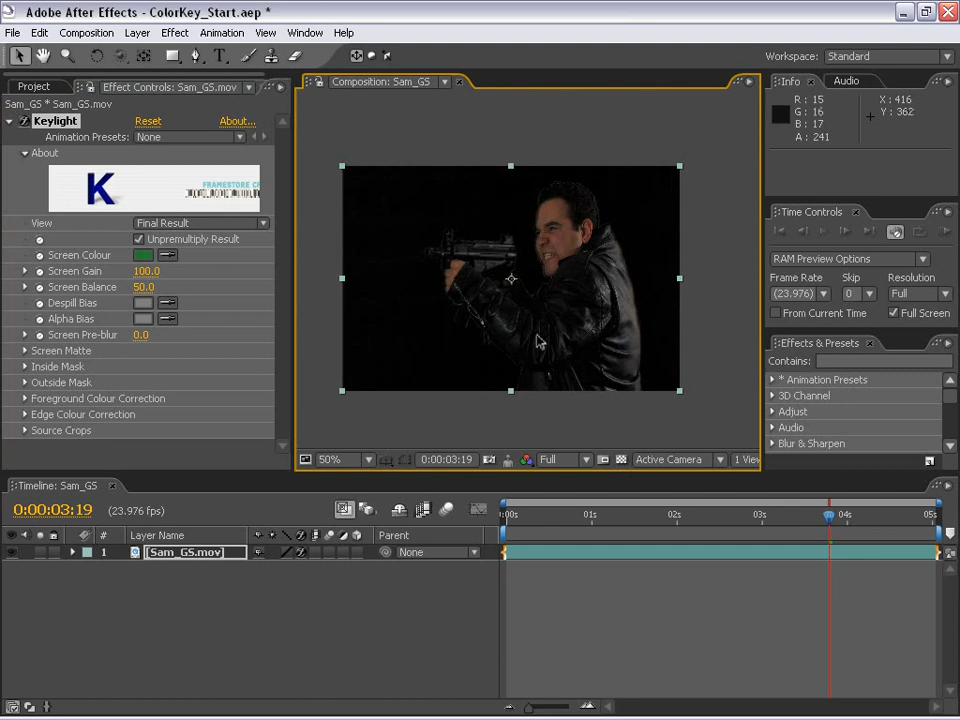 Adobe After Effects - ColorKey_Start.aep *
File Edit Composition Layer Effect Animation View Window Help
Workspace: Standard
Project Effect Controls: Sam_GS.mov
Sam_GS * Sam_GS.mov
Keylight Reset About...
Animation Presets: None
About
K FRAMESTORE CF
View Final Result
Unpremultiply Result
Screen Colour
Screen Gain 100.0
Screen Balance 50.0
Despill Bias
Alpha Bias
Screen Pre-blur 0.0
Screen Matte
Inside Mask
Outside Mask
Foreground Colour Correction
Edge Colour Correction
Source Crops
Composition: Sam_GS
50% 0:00:03:19 Full Active Camera 1 View
Info Audio
R: 15 X: 416
G: 16 Y: 362
B: 17
A: 241
Time Controls
RAM Preview Options
Frame Rate Skip Resolution
(23.976) 0 Full
From Current Time Full Screen
Effects & Presets
Contains:
* Animation Presets
3D Channel
Adjust
Audio
Blur & Sharpen
Timeline: Sam_GS
0:00:03:19 (23.976 fps)
:00s 01s 02s 03s 04s 05s
# Layer Name Parent
1 [Sam_GS.mov] None